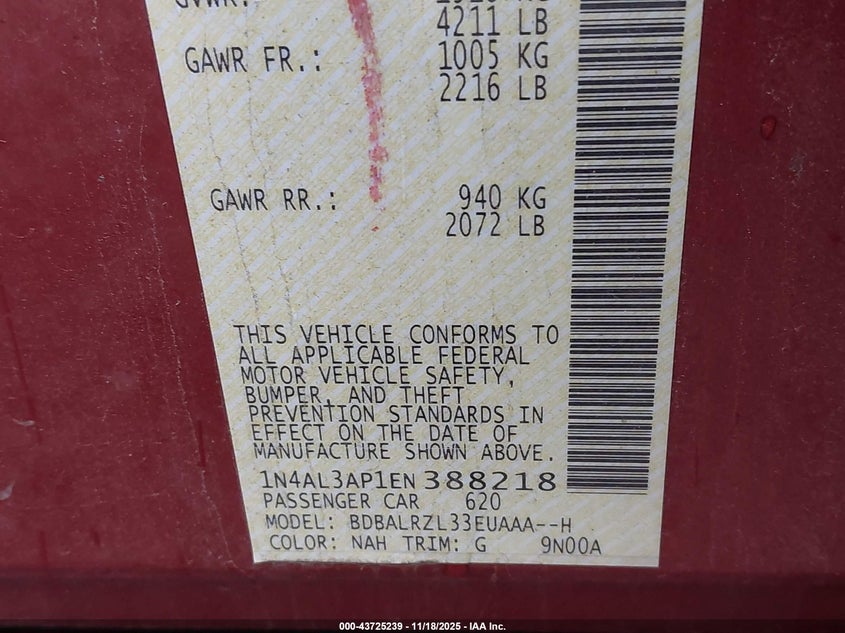 GVWR:
4211 LB
GAWR FR.: 1005 KG
2216 LB
GAWR RR.: 940 KG
2072 LB
THIS VEHICLE CONFORMS TO
ALL APPLICABLE FEDERAL
MOTOR VEHICLE SAFETY,
BUMPER, AND THEFT
PREVENTION STANDARDS IN
EFFECT ON THE DATE OF
MANUFACTURE SHOWN ABOVE.
1N4AL3AP1EN388218
PASSENGER CAR 620
MODEL: BDBALRZL33EUAAA--H
COLOR: NAH TRIM: G 9N00A
000-43725239 - 11/18/2025 - IAA Inc.